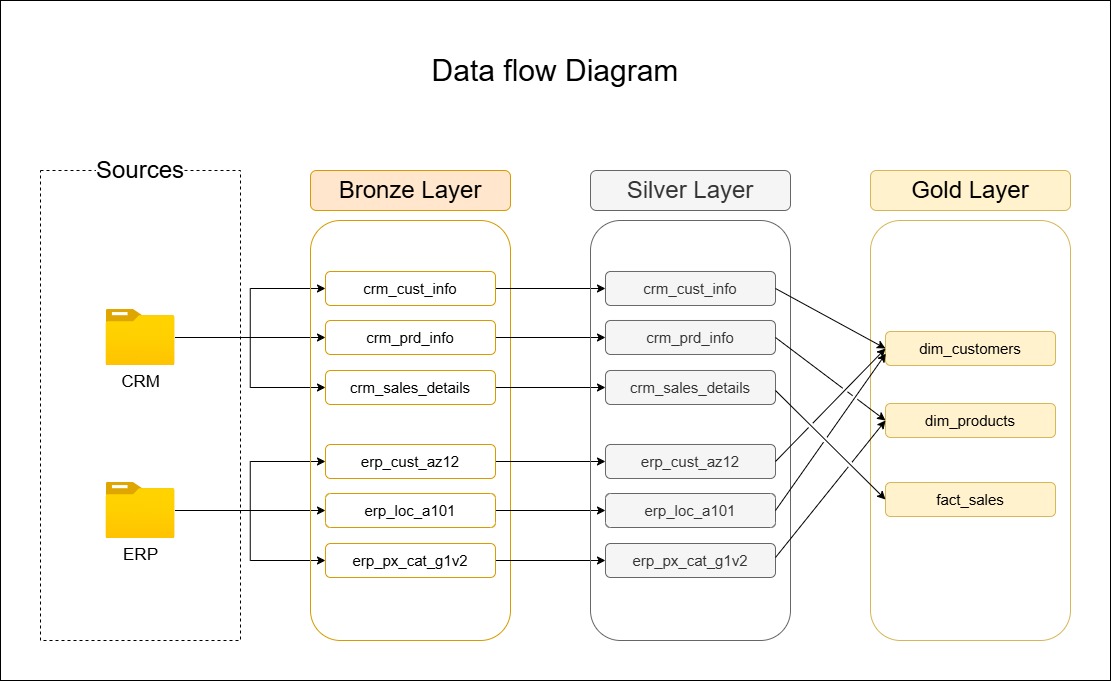 Data flow Diagram
Sources
Bronze Layer
Silver Layer
Gold Layer
CRM
ERP
crm_cust_info
crm_prd_info
crm_sales_details
erp_cust_az12
erp_loc_a101
erp_px_cat_g1v2
crm_cust_info
crm_prd_info
crm_sales_details
erp_cust_az12
erp_loc_a101
erp_px_cat_g1v2
dim_customers
dim_products
fact_sales